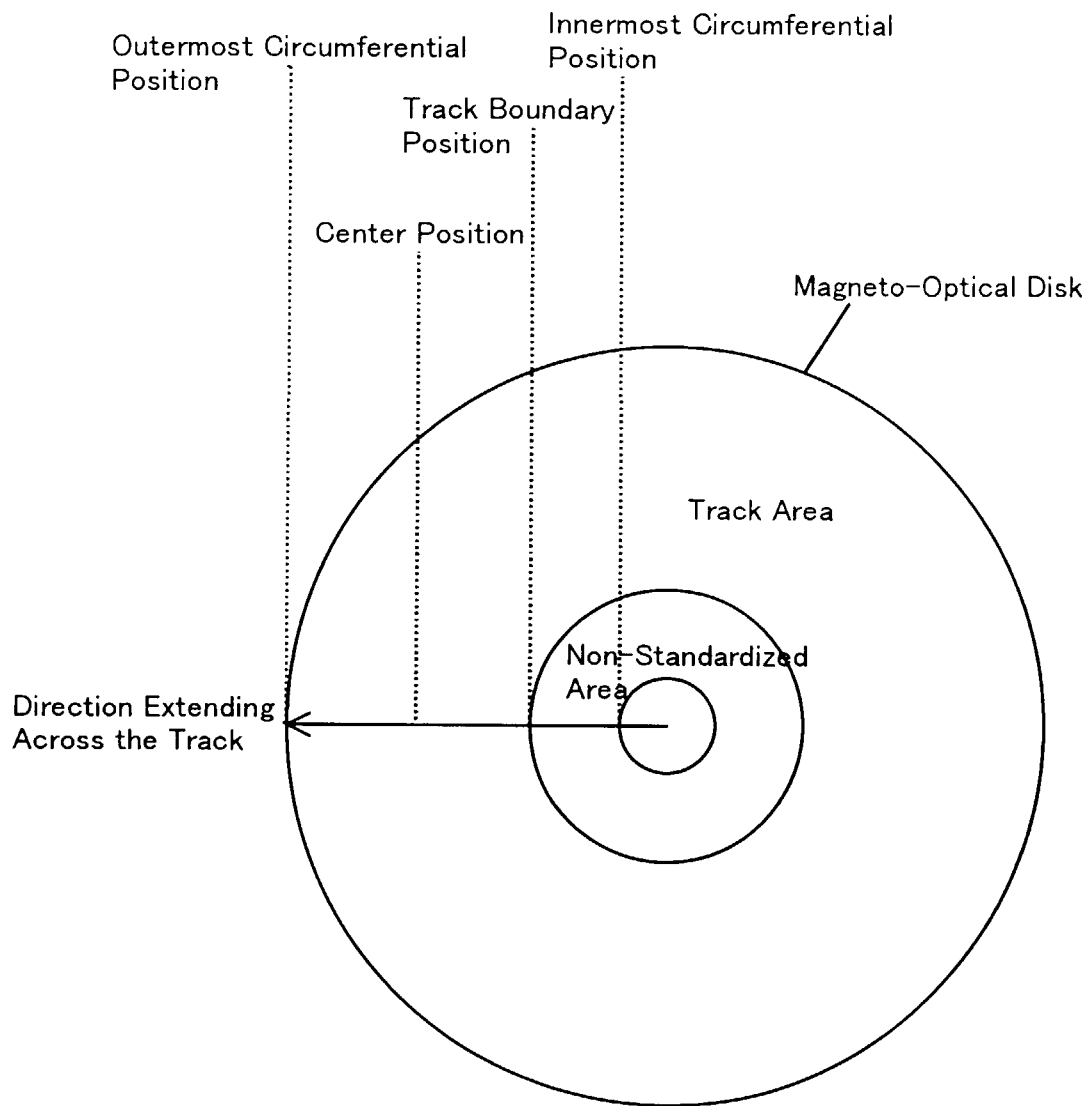 Innermost Circumferential
Position
Outermost Circumferential
Position
Track Boundary
Position
Center Position
Magneto-Optical Disk
Track Area
Non-Standardized
Area
Direction Extending
Across the Track